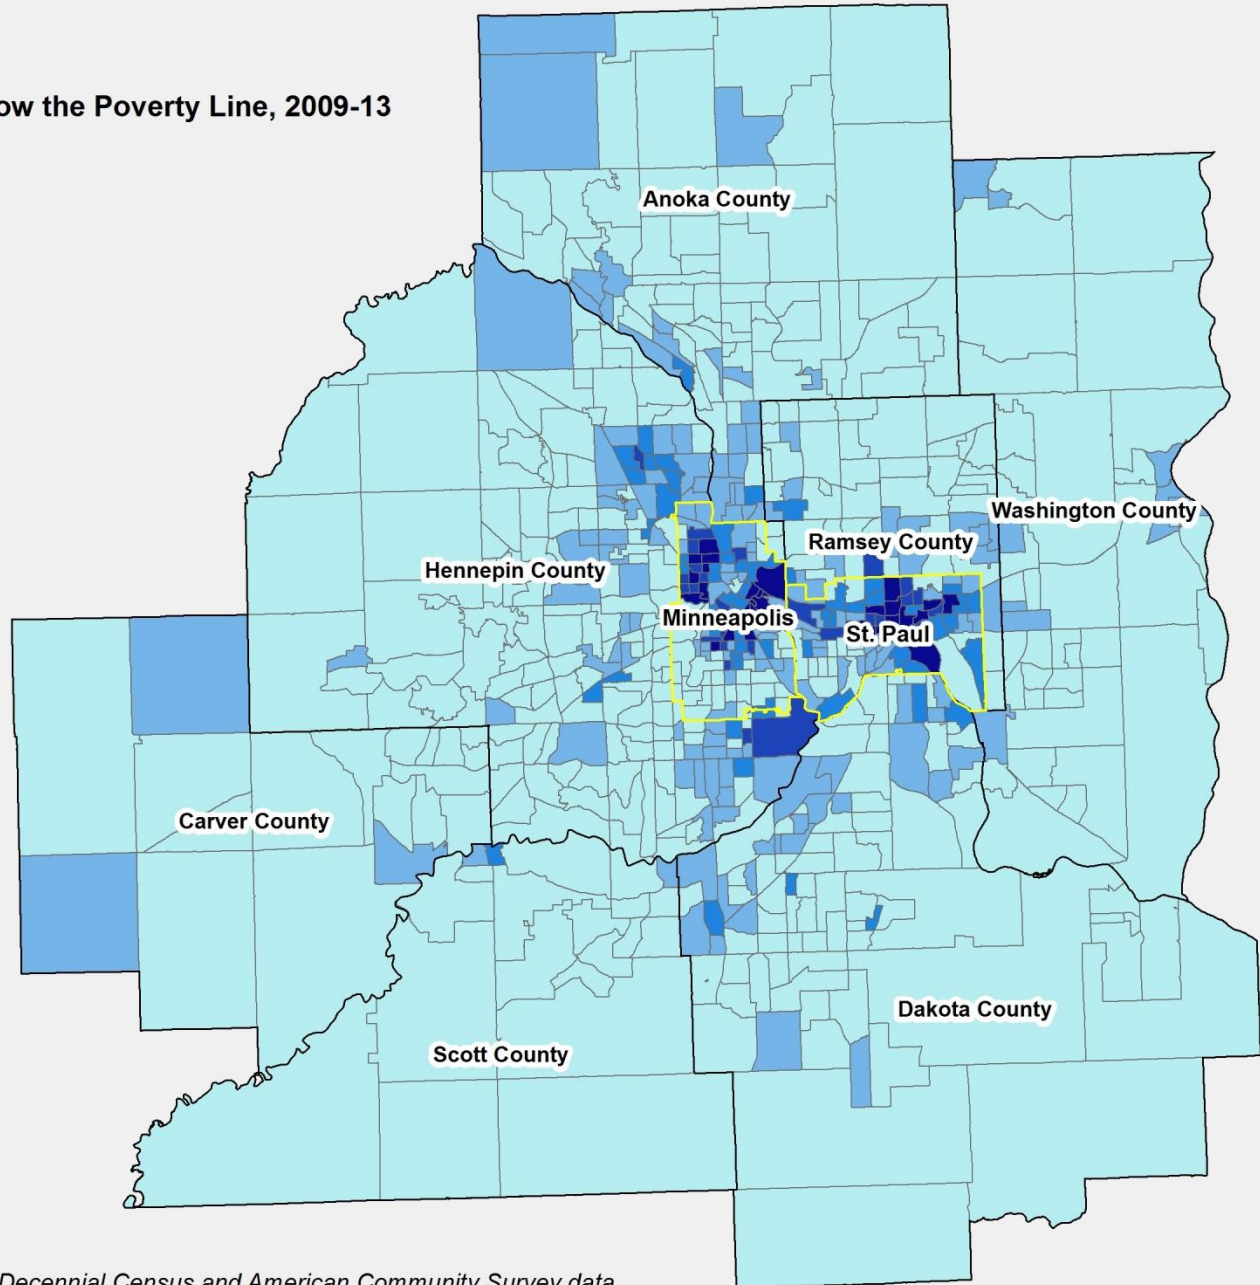 ow the Poverty Line, 2009-13
Anoka County
Washington County
Ramsey County
Hennepin County
Minneapolis
St. Paul
Carver County
Dakota County
Scott County
Decennial Census and American Community Survey data